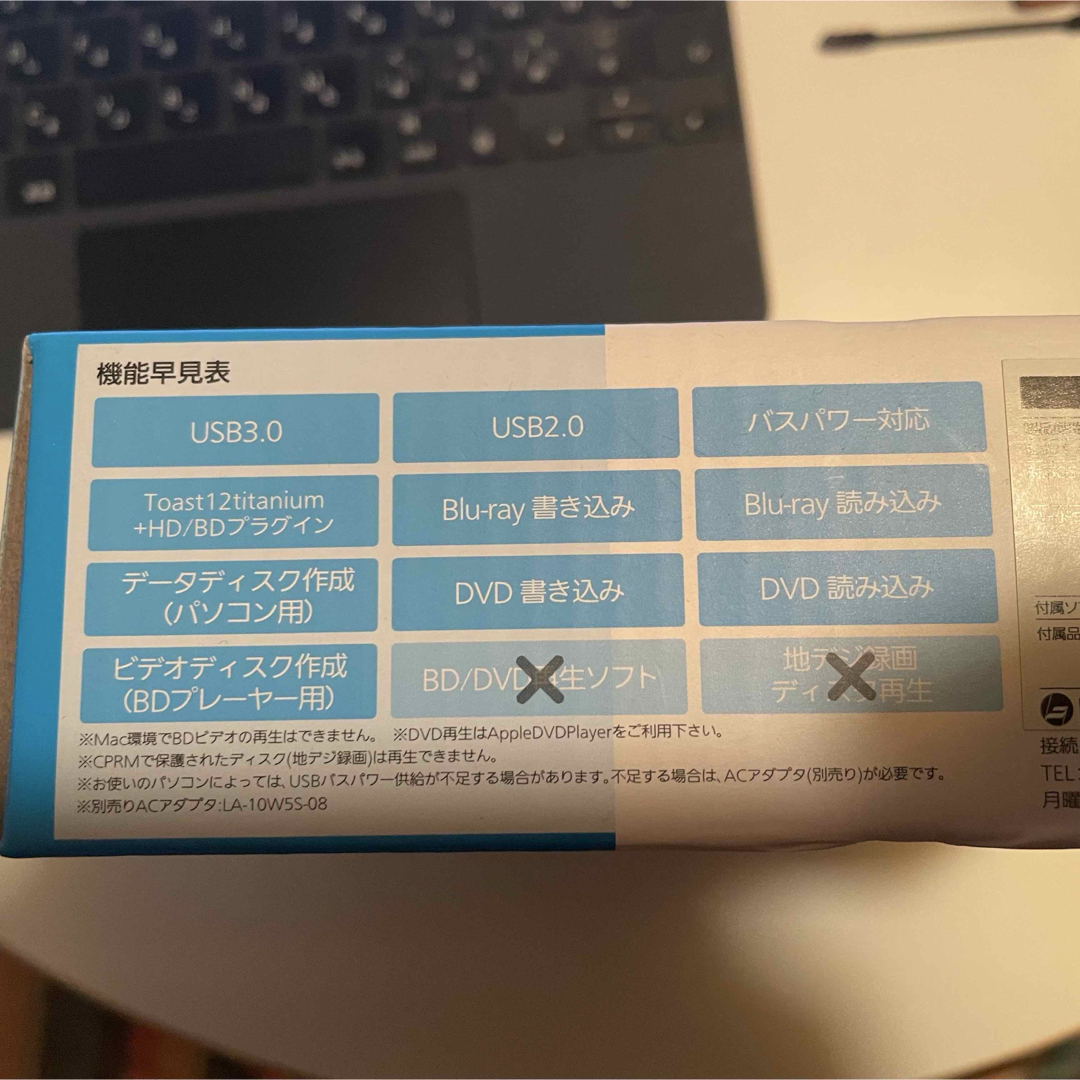 機能早見表
USB3.0
USB2.0
バスパワー対応
Toast12titanium
+HD/BDプラグイン
Blu-ray 書き込み
Blu-ray 読み込み
データディスク作成
(パソコン用)
DVD 書き込み
DVD 読み込み
ビデオディスク作成
(BDプレーヤー用)
BD/DVD再生ソフト
地デジ録画
ディスク再生
※Mac環境でBDビデオの再生はできません。 ※DVD再生はAppleDVDPlayerをご利用下さい。
※CPRMで保護されたディスク(地デジ録画)は再生できません。
※お使いのパソコンによっては、USBバスパワー供給が不足する場合があります。不足する場合は、ACアダプタ(別売り)が必要です。
※別売りACアダプタ:LA-10W5S-08
付属ソ
付属品
接続
TEL:
月曜